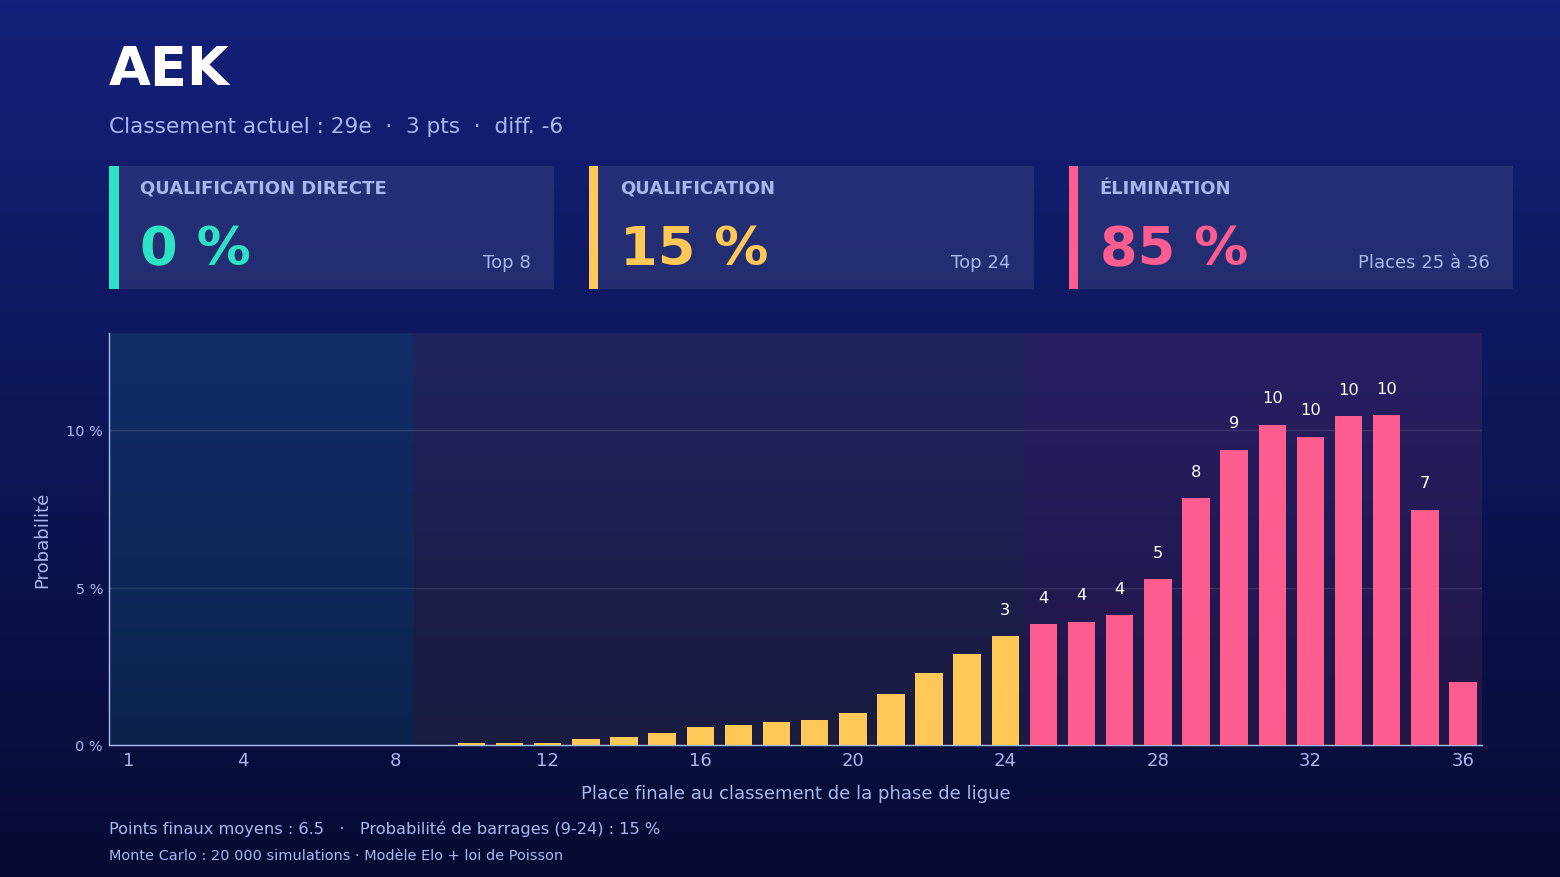 AEK
Classement actuel : 29e · 3 pts · diff. -6
QUALIFICATION DIRECTE
0 %
Top 8
QUALIFICATION
15 %
Top 24
ÉLIMINATION
85 %
Places 25 à 36
Probabilité
10 %
5 %
0 %
3 4 4 4 5 8 9 10 10 10 10 7
1 4 8 12 16 20 24 28 32 36
Place finale au classement de la phase de ligue
Points finaux moyens : 6.5 · Probabilité de barrages (9-24) : 15 %
Monte Carlo : 20 000 simulations · Modèle Elo + loi de Poisson